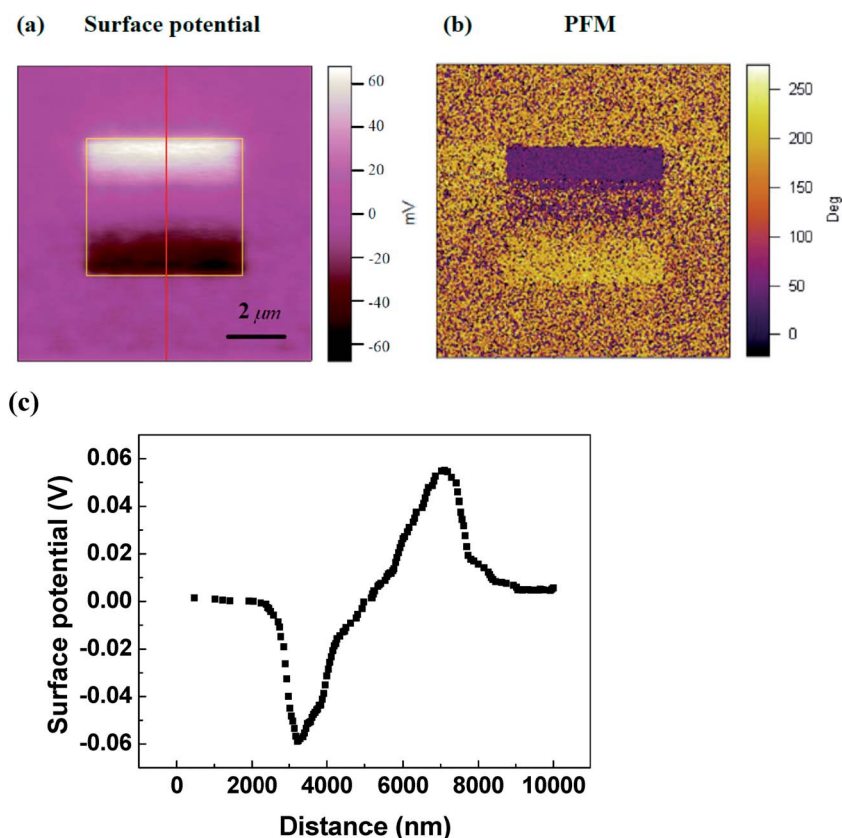 (a) Surface potential
60
40
20
0
-20
-40
-60
mV
2 μm
(b) PFM
250
200
150
100
50
0
Deg
(c)
Surface potential (V)
0.06
0.04
0.02
0.00
-0.02
-0.04
-0.06
0 2000 4000 6000 8000 10000
Distance (nm)